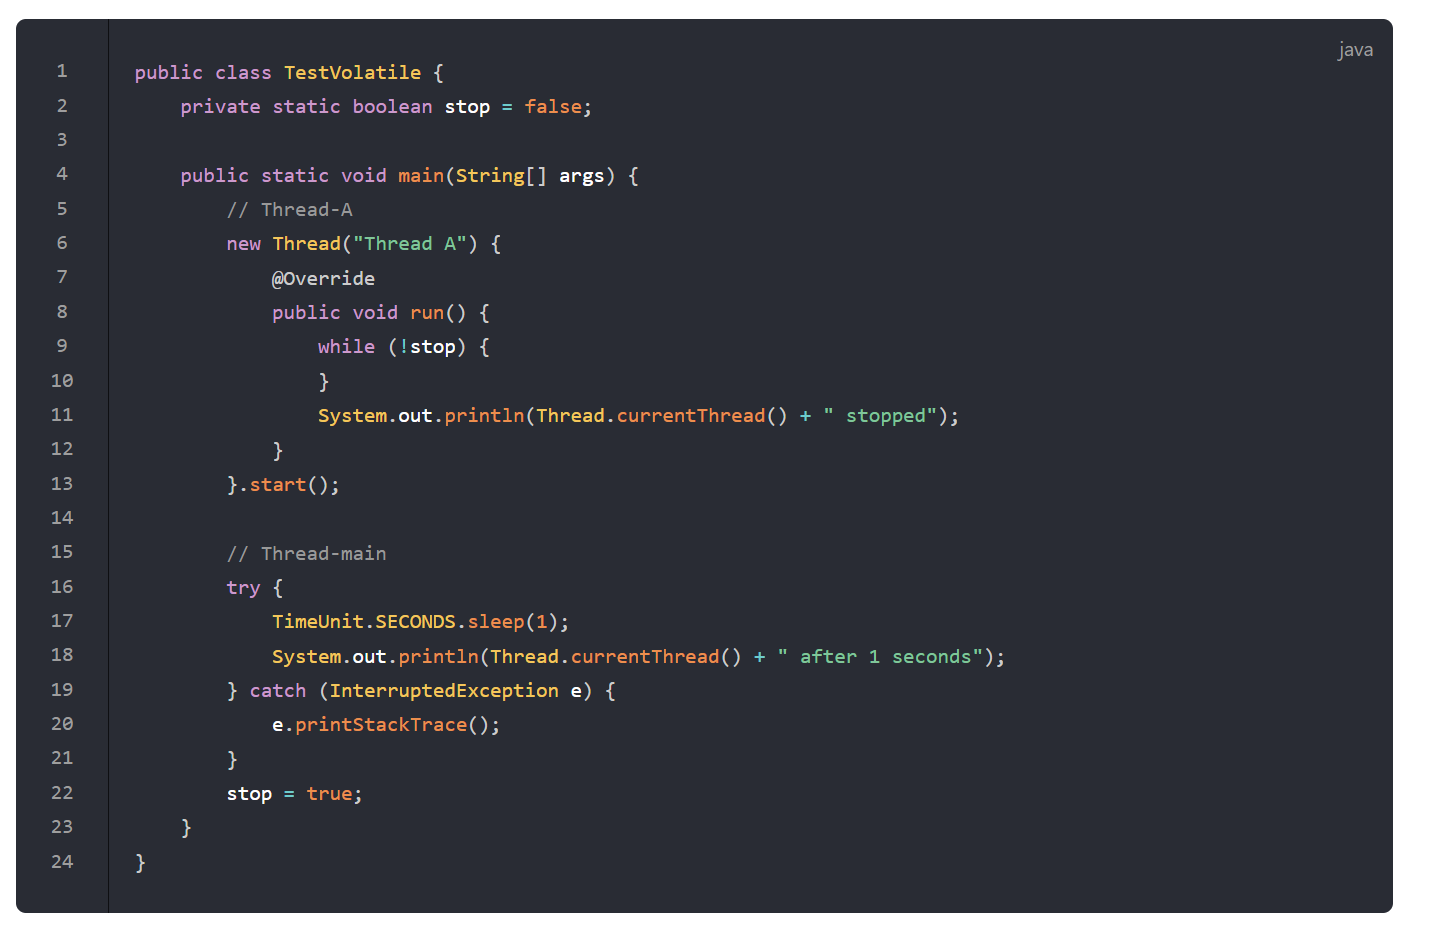 java
1 public class TestVolatile {
2     private static boolean stop = false;
3
4     public static void main(String[] args) {
5         // Thread-A
6         new Thread("Thread A") {
7             @Override
8             public void run() {
9                 while (!stop) {
10                 }
11                 System.out.println(Thread.currentThread() + " stopped");
12             }
13         }.start();
14
15         // Thread-main
16         try {
17             TimeUnit.SECONDS.sleep(1);
18             System.out.println(Thread.currentThread() + " after 1 seconds");
19         } catch (InterruptedException e) {
20             e.printStackTrace();
21         }
22         stop = true;
23     }
24 }